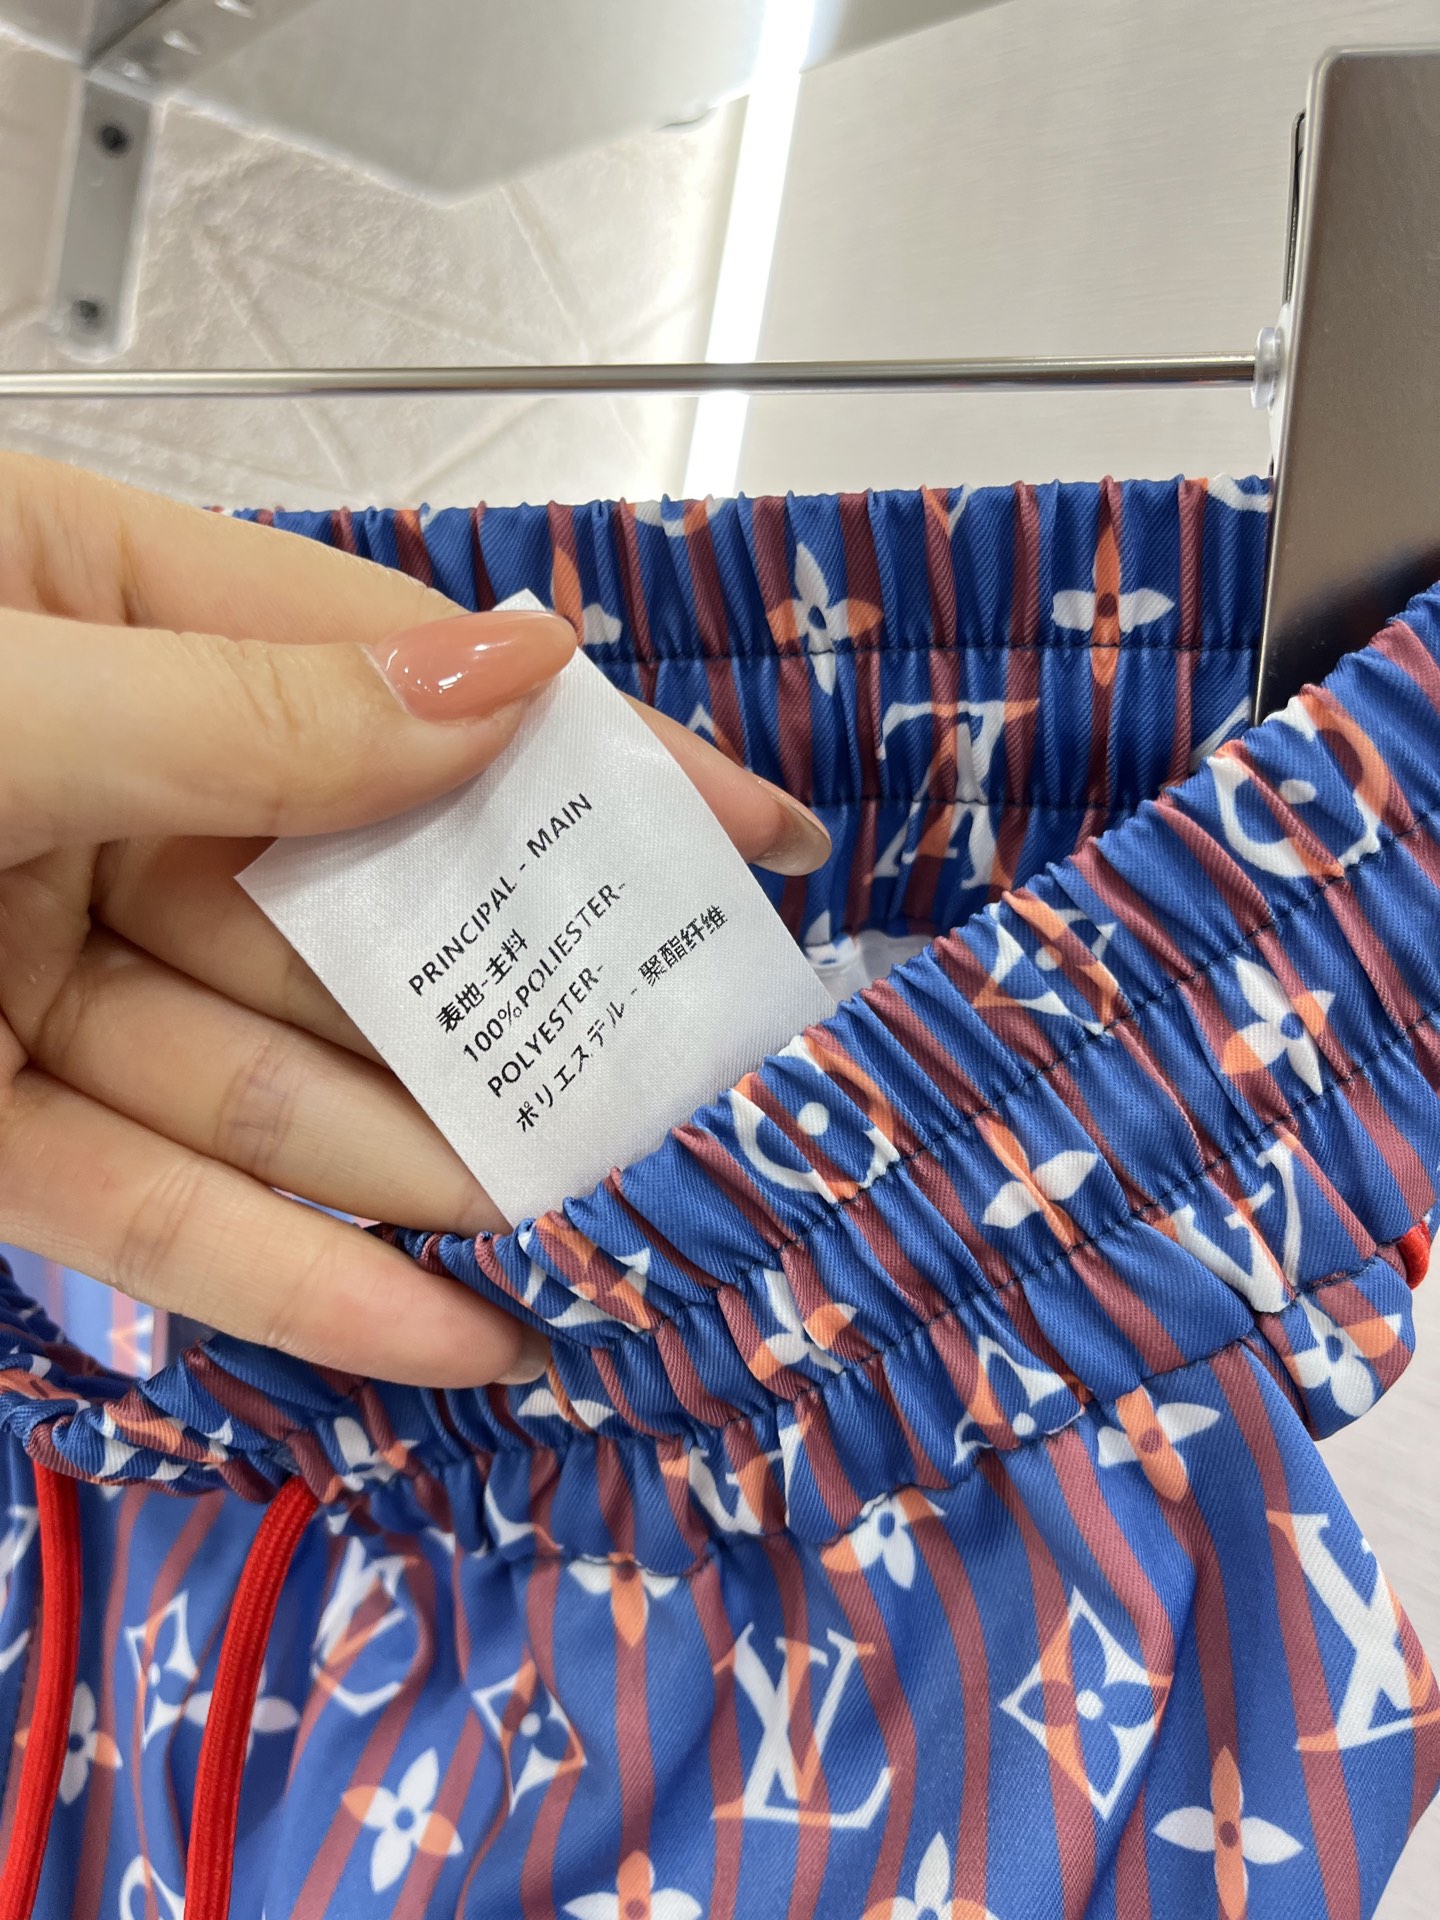 PRINCIPAL - MAIN
表地-主料
100%POLIESTER-
POLYESTER-
ポリエステル - 聚酯纤维